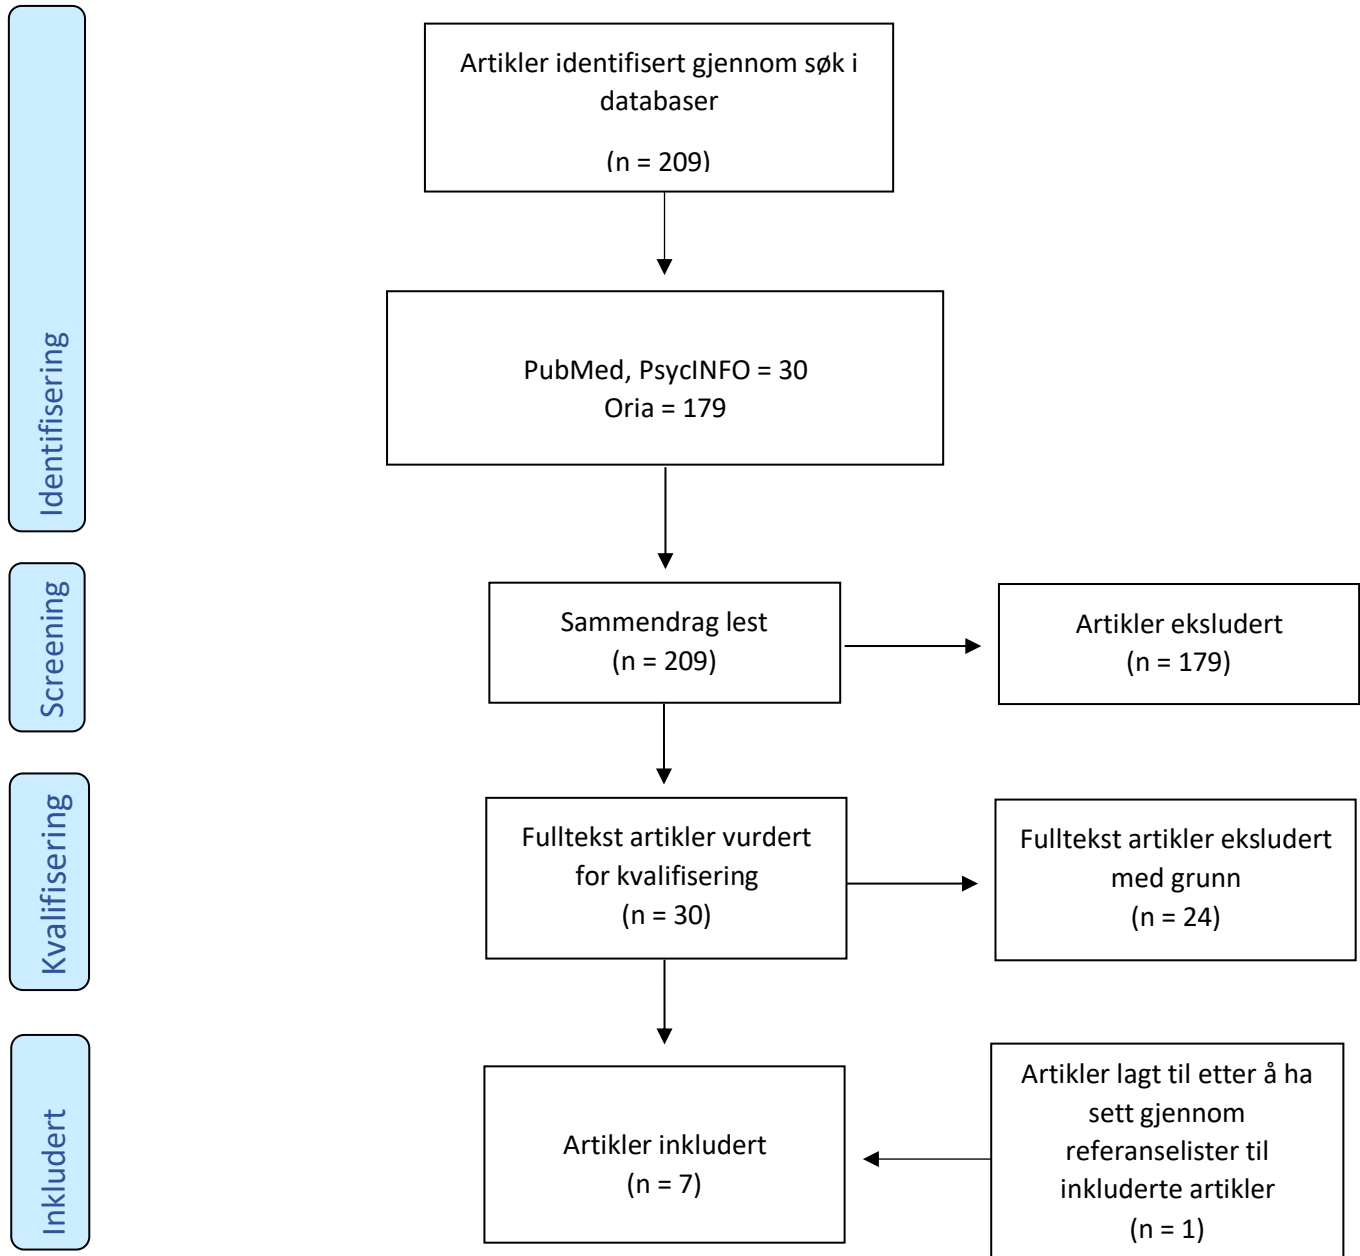 Identifisering
Artikler identifisert gjennom søk i
databaser
(n = 209)
PubMed, PsycINFO = 30
Oria = 179
Screening
Sammendrag lest
(n = 209)
Artikler eksludert
(n = 179)
Kvalifisering
Fulltekst artikler vurdert
for kvalifisering
(n = 30)
Fulltekst artikler eksludert
med grunn
(n = 24)
Inkludert
Artikler inkludert
(n = 7)
Artikler lagt til etter å ha
sett gjennom
referanselister til
inkluderte artikler
(n = 1)